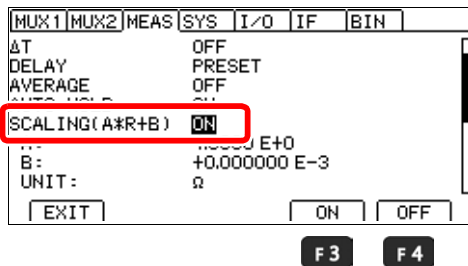 MUX1 MUX2 MEAS SYS I/O IF BIN
ΔT OFF
DELAY PRESET
AVERAGE OFF
SCALING(A*R+B) ON
E+0
B: +0.000000 E-3
UNIT: Ω
EXIT ON OFF
F3 F4